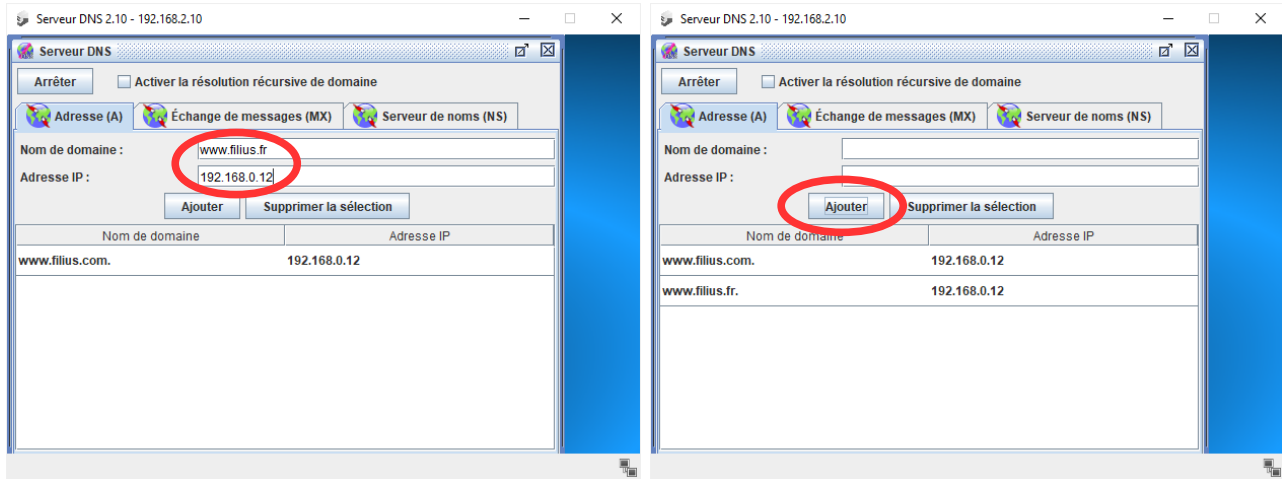 Serveur DNS 2.10 - 192.168.2.10
Serveur DNS
Arrêter Activer la résolution récursive de domaine
Adresse (A) Échange de messages (MX) Serveur de noms (NS)
Nom de domaine : www.filius.fr
Adresse IP : 192.168.0.12
Ajouter Supprimer la sélection
Nom de domaine Adresse IP
www.filius.com. 192.168.0.12
Serveur DNS 2.10 - 192.168.2.10
Serveur DNS
Arrêter Activer la résolution récursive de domaine
Adresse (A) Échange de messages (MX) Serveur de noms (NS)
Nom de domaine :
Adresse IP :
Ajouter Supprimer la sélection
Nom de domaine Adresse IP
www.filius.com. 192.168.0.12
www.filius.fr. 192.168.0.12